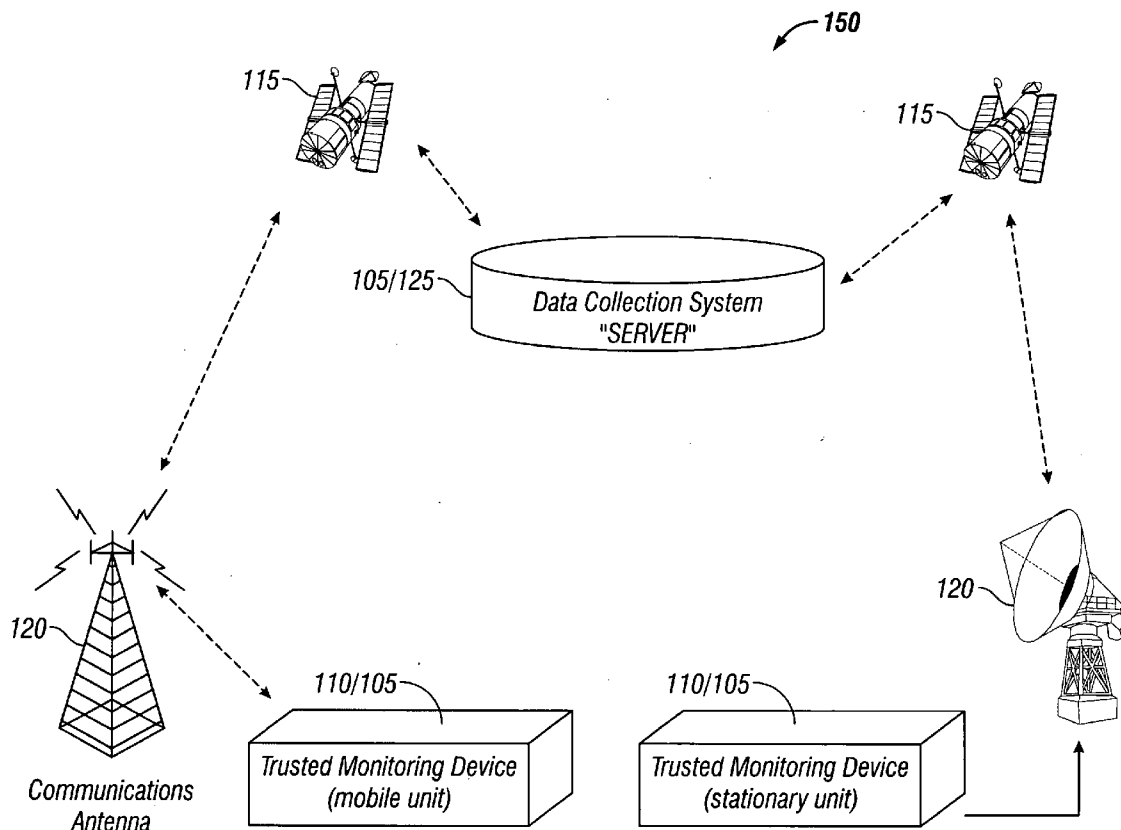 150
115
115
105/125
Data Collection System
"SERVER"
120
120
110/105
110/105
Trusted Monitoring Device
(mobile unit)
Trusted Monitoring Device
(stationary unit)
Communications
Antenna